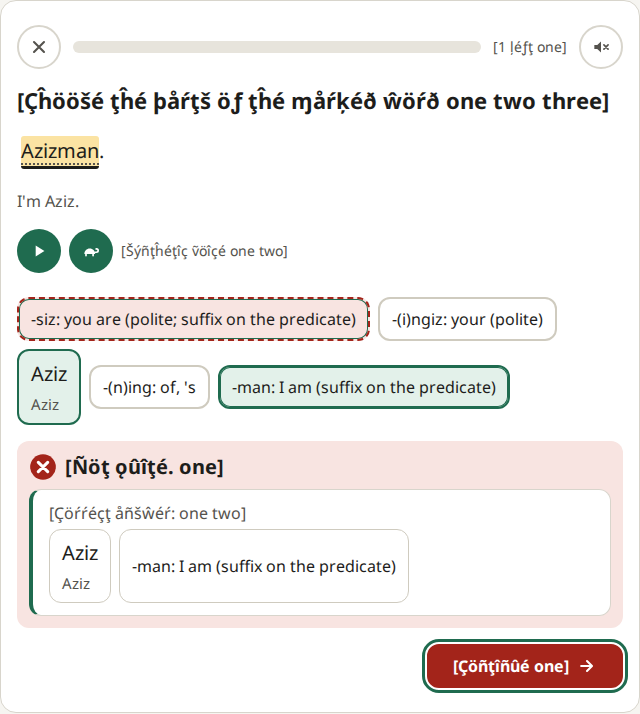 [1 ļéƒţ one]
[Çĥööšé ţĥé þåŕţš öƒ ţĥé ɱåŕķéð ŵöŕð one two three]
Azizman.
I'm Aziz.
[Šýñţĥéţîç ṽöîçé one two]
-siz: you are (polite; suffix on the predicate)
-(i)ngiz: your (polite)
Aziz
Aziz
-(n)ing: of, 's
-man: I am (suffix on the predicate)
[Ñöţ ǫûîţé. one]
[Çöŕŕéçţ åñšŵéŕ: one two]
Aziz
Aziz
-man: I am (suffix on the predicate)
[Çöñţîñûé one]